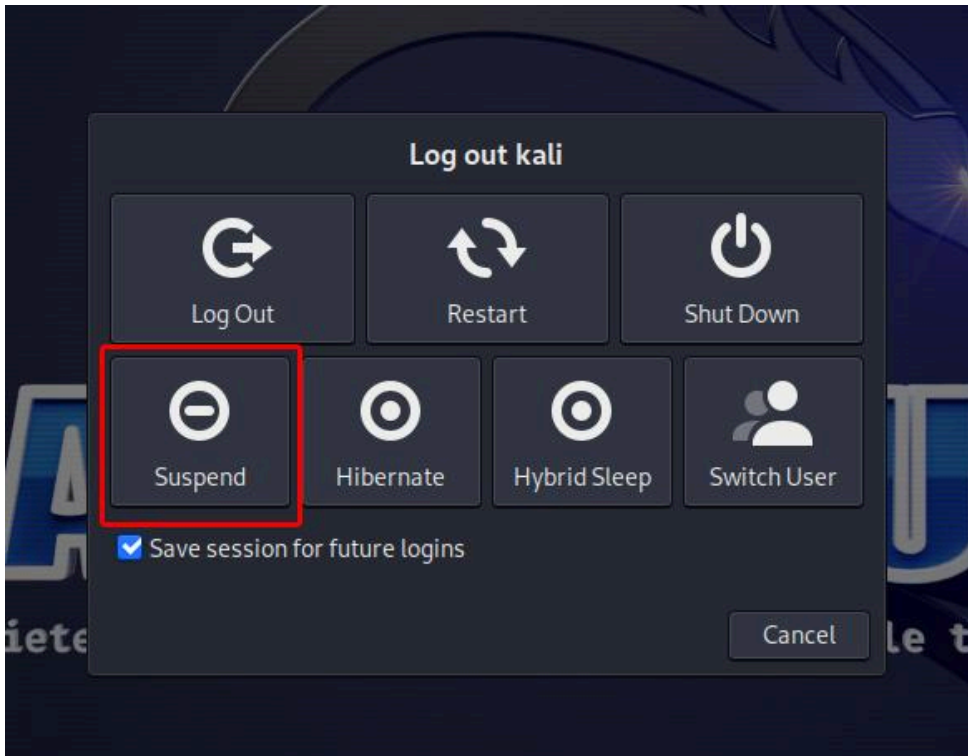 Log out kali
Log Out Restart Shut Down
Suspend Hibernate Hybrid Sleep Switch User
Save session for future logins
Cancel